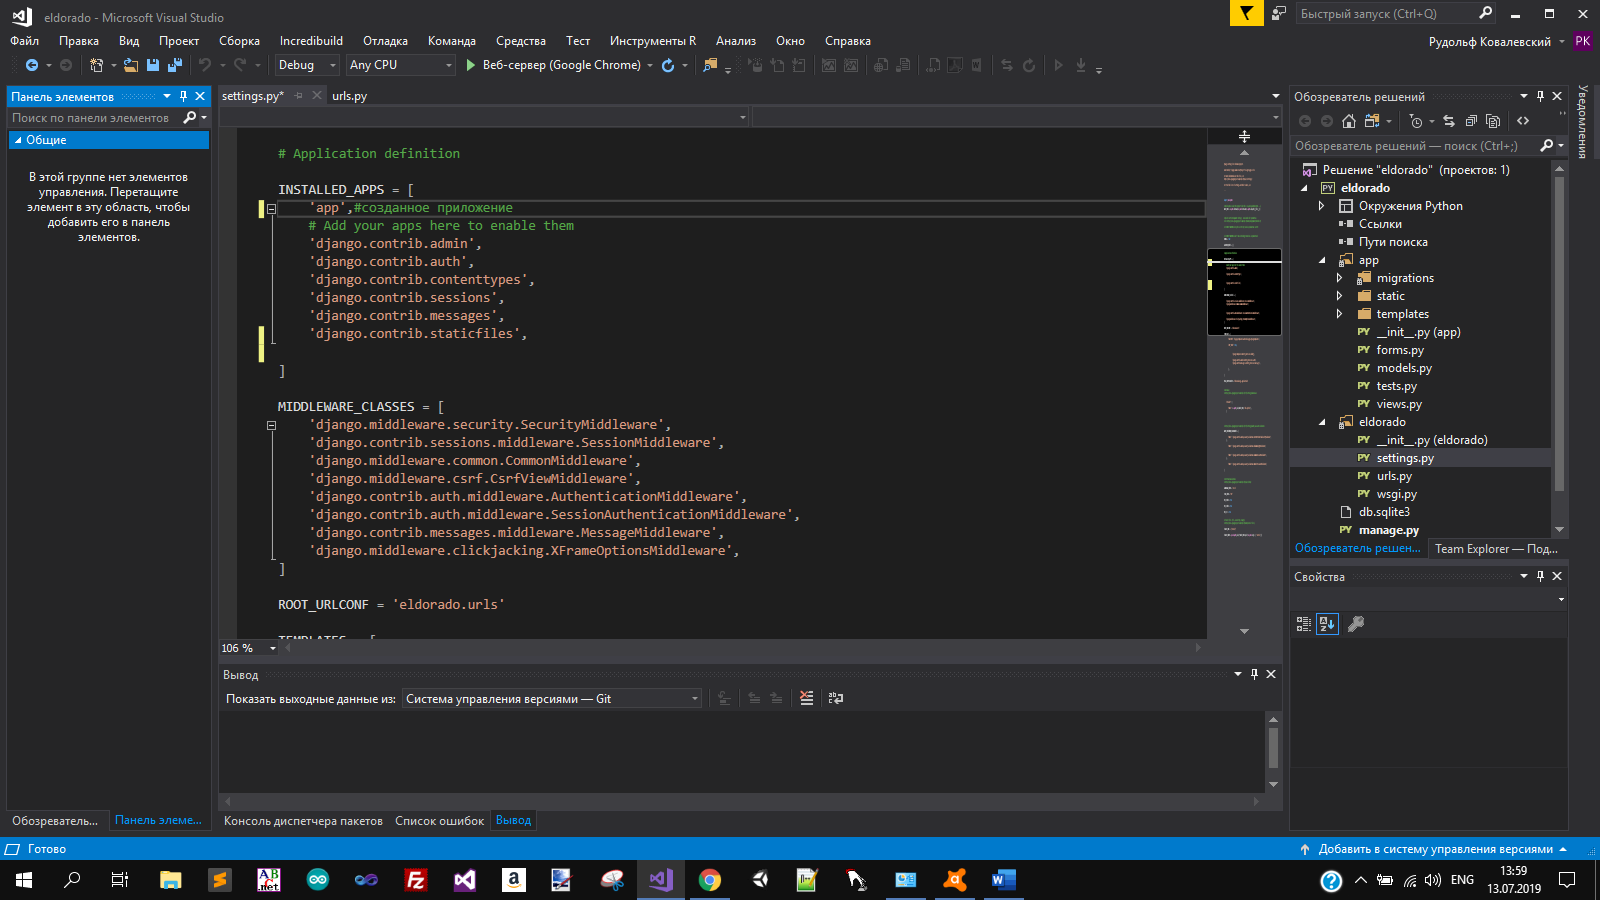 eldorado - Microsoft Visual Studio
Быстрый запуск (Ctrl+Q)
Файл Правка Вид Проект Сборка Incredibuild Отладка Команда Средства Тест Инструменты R Анализ Окно Справка
Рудольф Ковалевский РК
Debug Any CPU Веб-сервер (Google Chrome)
Панель элементов
Поиск по панели элементов
Общие
В этой группе нет элементов
управления. Перетащите
элемент в эту область, чтобы
добавить его в панель
элементов.
Обозреватель... Панель элеме...
settings.py* urls.py
# Application definition
INSTALLED_APPS = [
'app',#созданное приложение
# Add your apps here to enable them
'django.contrib.admin',
'django.contrib.auth',
'django.contrib.contenttypes',
'django.contrib.sessions',
'django.contrib.messages',
'django.contrib.staticfiles',
]
MIDDLEWARE_CLASSES = [
'django.middleware.security.SecurityMiddleware',
'django.contrib.sessions.middleware.SessionMiddleware',
'django.middleware.common.CommonMiddleware',
'django.middleware.csrf.CsrfViewMiddleware',
'django.contrib.auth.middleware.AuthenticationMiddleware',
'django.contrib.auth.middleware.SessionAuthenticationMiddleware',
'django.contrib.messages.middleware.MessageMiddleware',
'django.middleware.clickjacking.XFrameOptionsMiddleware',
]
ROOT_URLCONF = 'eldorado.urls'
TEMPLATES = [
106 %
Вывод
Показать выходные данные из: Система управления версиями — Git
Консоль диспетчера пакетов Список ошибок Вывод
Обозреватель решений
Обозреватель решений — поиск (Ctrl+;)
Решение "eldorado" (проектов: 1)
eldorado
Окружения Python
Ссылки
Пути поиска
app
migrations
static
templates
__init__.py (app)
forms.py
models.py
tests.py
views.py
eldorado
__init__.py (eldorado)
settings.py
urls.py
wsgi.py
db.sqlite3
manage.py
Обозреватель решен... Team Explorer — Под...
Свойства
Уведомления
Готово
Добавить в систему управления версиями
ENG
13:59
13.07.2019